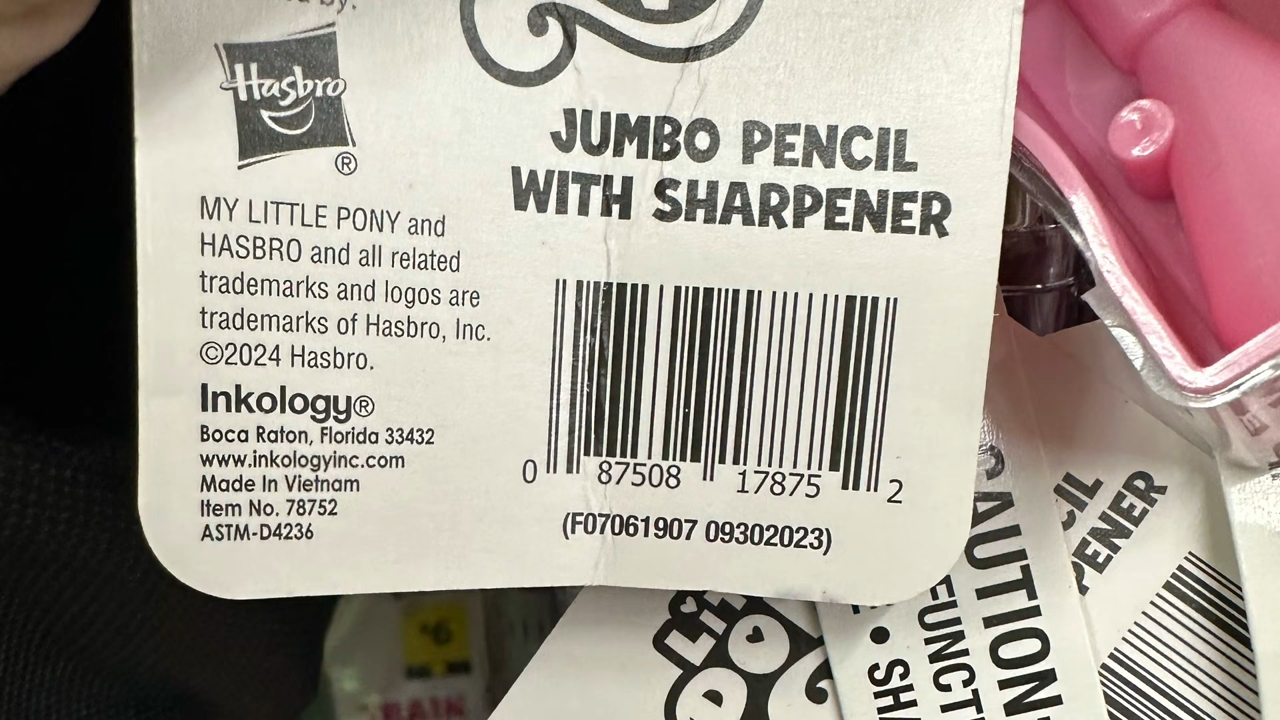 Hasbro
®
JUMBO PENCIL
WITH SHARPENER
MY LITTLE PONY and
HASBRO and all related
trademarks and logos are
trademarks of Hasbro, Inc.
©2024 Hasbro.
Inkology®
Boca Raton, Florida 33432
www.inkologyinc.com
Made In Vietnam
Item No. 78752
ASTM-D4236
0 87508 17875 2
(F07061907 09302023)
CAUTION